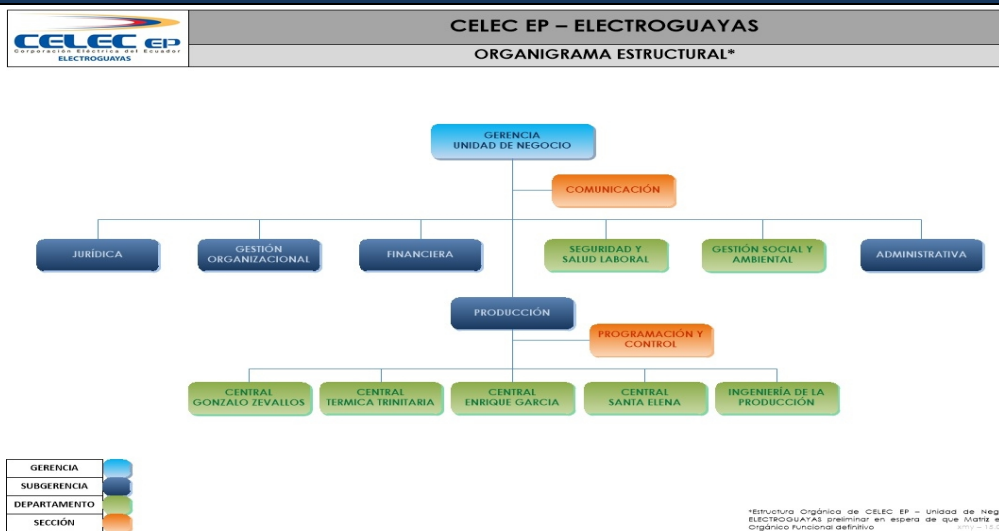 CELEC EP
Corporación Eléctrica del Ecuador
ELECTROGUAYAS
CELEC EP – ELECTROGUAYAS
ORGANIGRAMA ESTRUCTURAL*
GERENCIA
UNIDAD DE NEGOCIO
COMUNICACIÓN
JURÍDICA
GESTIÓN
ORGANIZACIONAL
FINANCIERA
SEGURIDAD Y
SALUD LABORAL
GESTIÓN SOCIAL Y
AMBIENTAL
ADMINISTRATIVA
PRODUCCIÓN
PROGRAMACIÓN Y
CONTROL
CENTRAL
GONZALO ZEVALLOS
CENTRAL
TERMICA TRINITARIA
CENTRAL
ENRIQUE GARCIA
CENTRAL
SANTA ELENA
INGENIERÍA DE LA
PRODUCCIÓN
GERENCIA
SUBGERENCIA
DEPARTAMENTO
SECCIÓN
*Estructura Orgánica de CELEC EP – Unidad de Neg
ELECTROGUAYAS preliminar en espera de que Matriz e
Orgánico Funcional definitivo